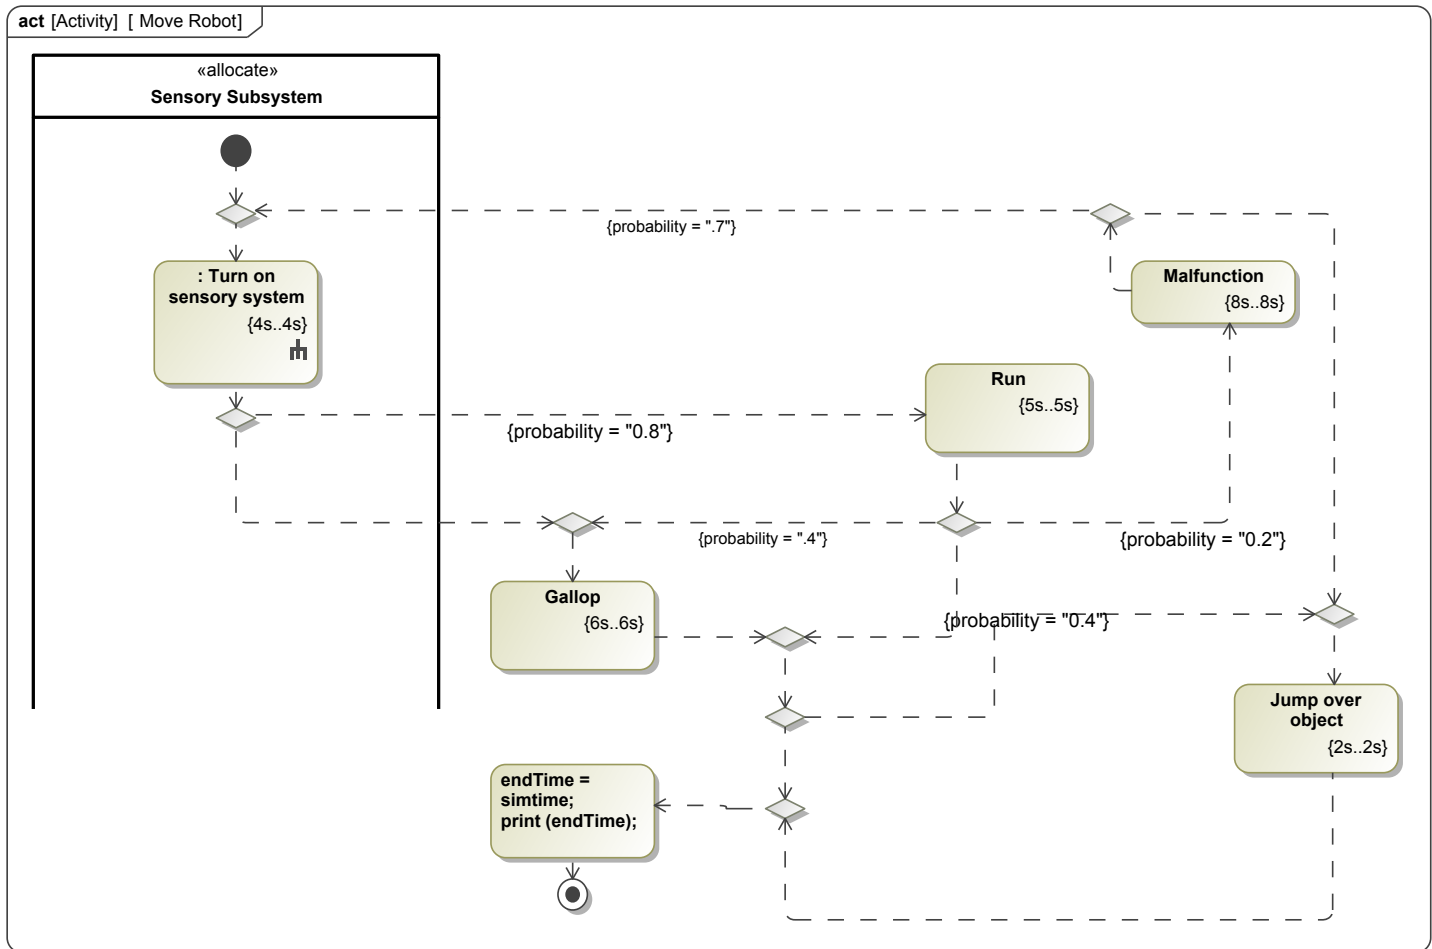 act [Activity] [ Move Robot]
«allocate»
Sensory Subsystem
{probability = ".7"}
: Turn on
sensory system
{4s..4s}
Malfunction
{8s..8s}
Run
{5s..5s}
{probability = "0.8"}
{probability = ".4"}
{probability = "0.2"}
Gallop
{6s..6s}
{probability = "0.4"}
Jump over
object
{2s..2s}
endTime =
simtime;
print (endTime);